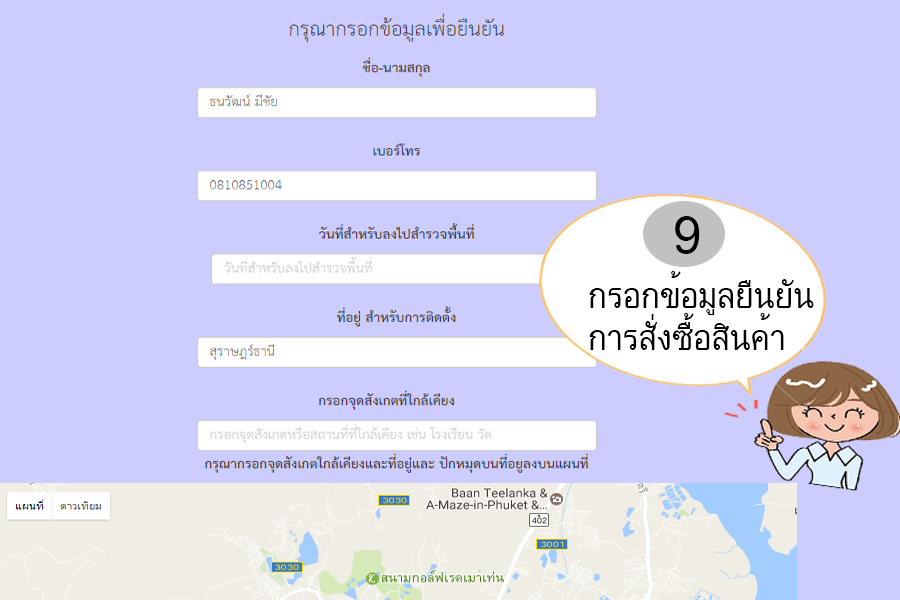 กรุณากรอกข้อมูลเพื่อยืนยัน
ชื่อ-นามสกุล
ธนวัฒน์ มีชัย
เบอร์โทร
0810851004
วันที่สำหรับลงไปสำรวจพื้นที่
วันที่สำหรับลงไปสำรวจพื้นที่
ที่อยู่ สำหรับการติดตั้ง
สุราษฎร์ธานี
กรอกจุดสังเกตที่ใกล้เคียง
กรอกจุดสังเกตหรือสถานที่ที่ใกล้เคียง เช่น โรงเรียน วัด
กรุณากรอกจุดสังเกตใกล้เคียงและที่อยู่และ ปักหมุดบนที่อยูลงบนแผนที่
9
กรอกข้อมูลยืนยัน
การสั่งซื้อสินค้า
แผนที่
ดาวเทียม
3030
Baan Teelanka &
A-Maze-in-Phuket &...
402
3001
3030
สนามกอล์ฟเรดเมาเท่น